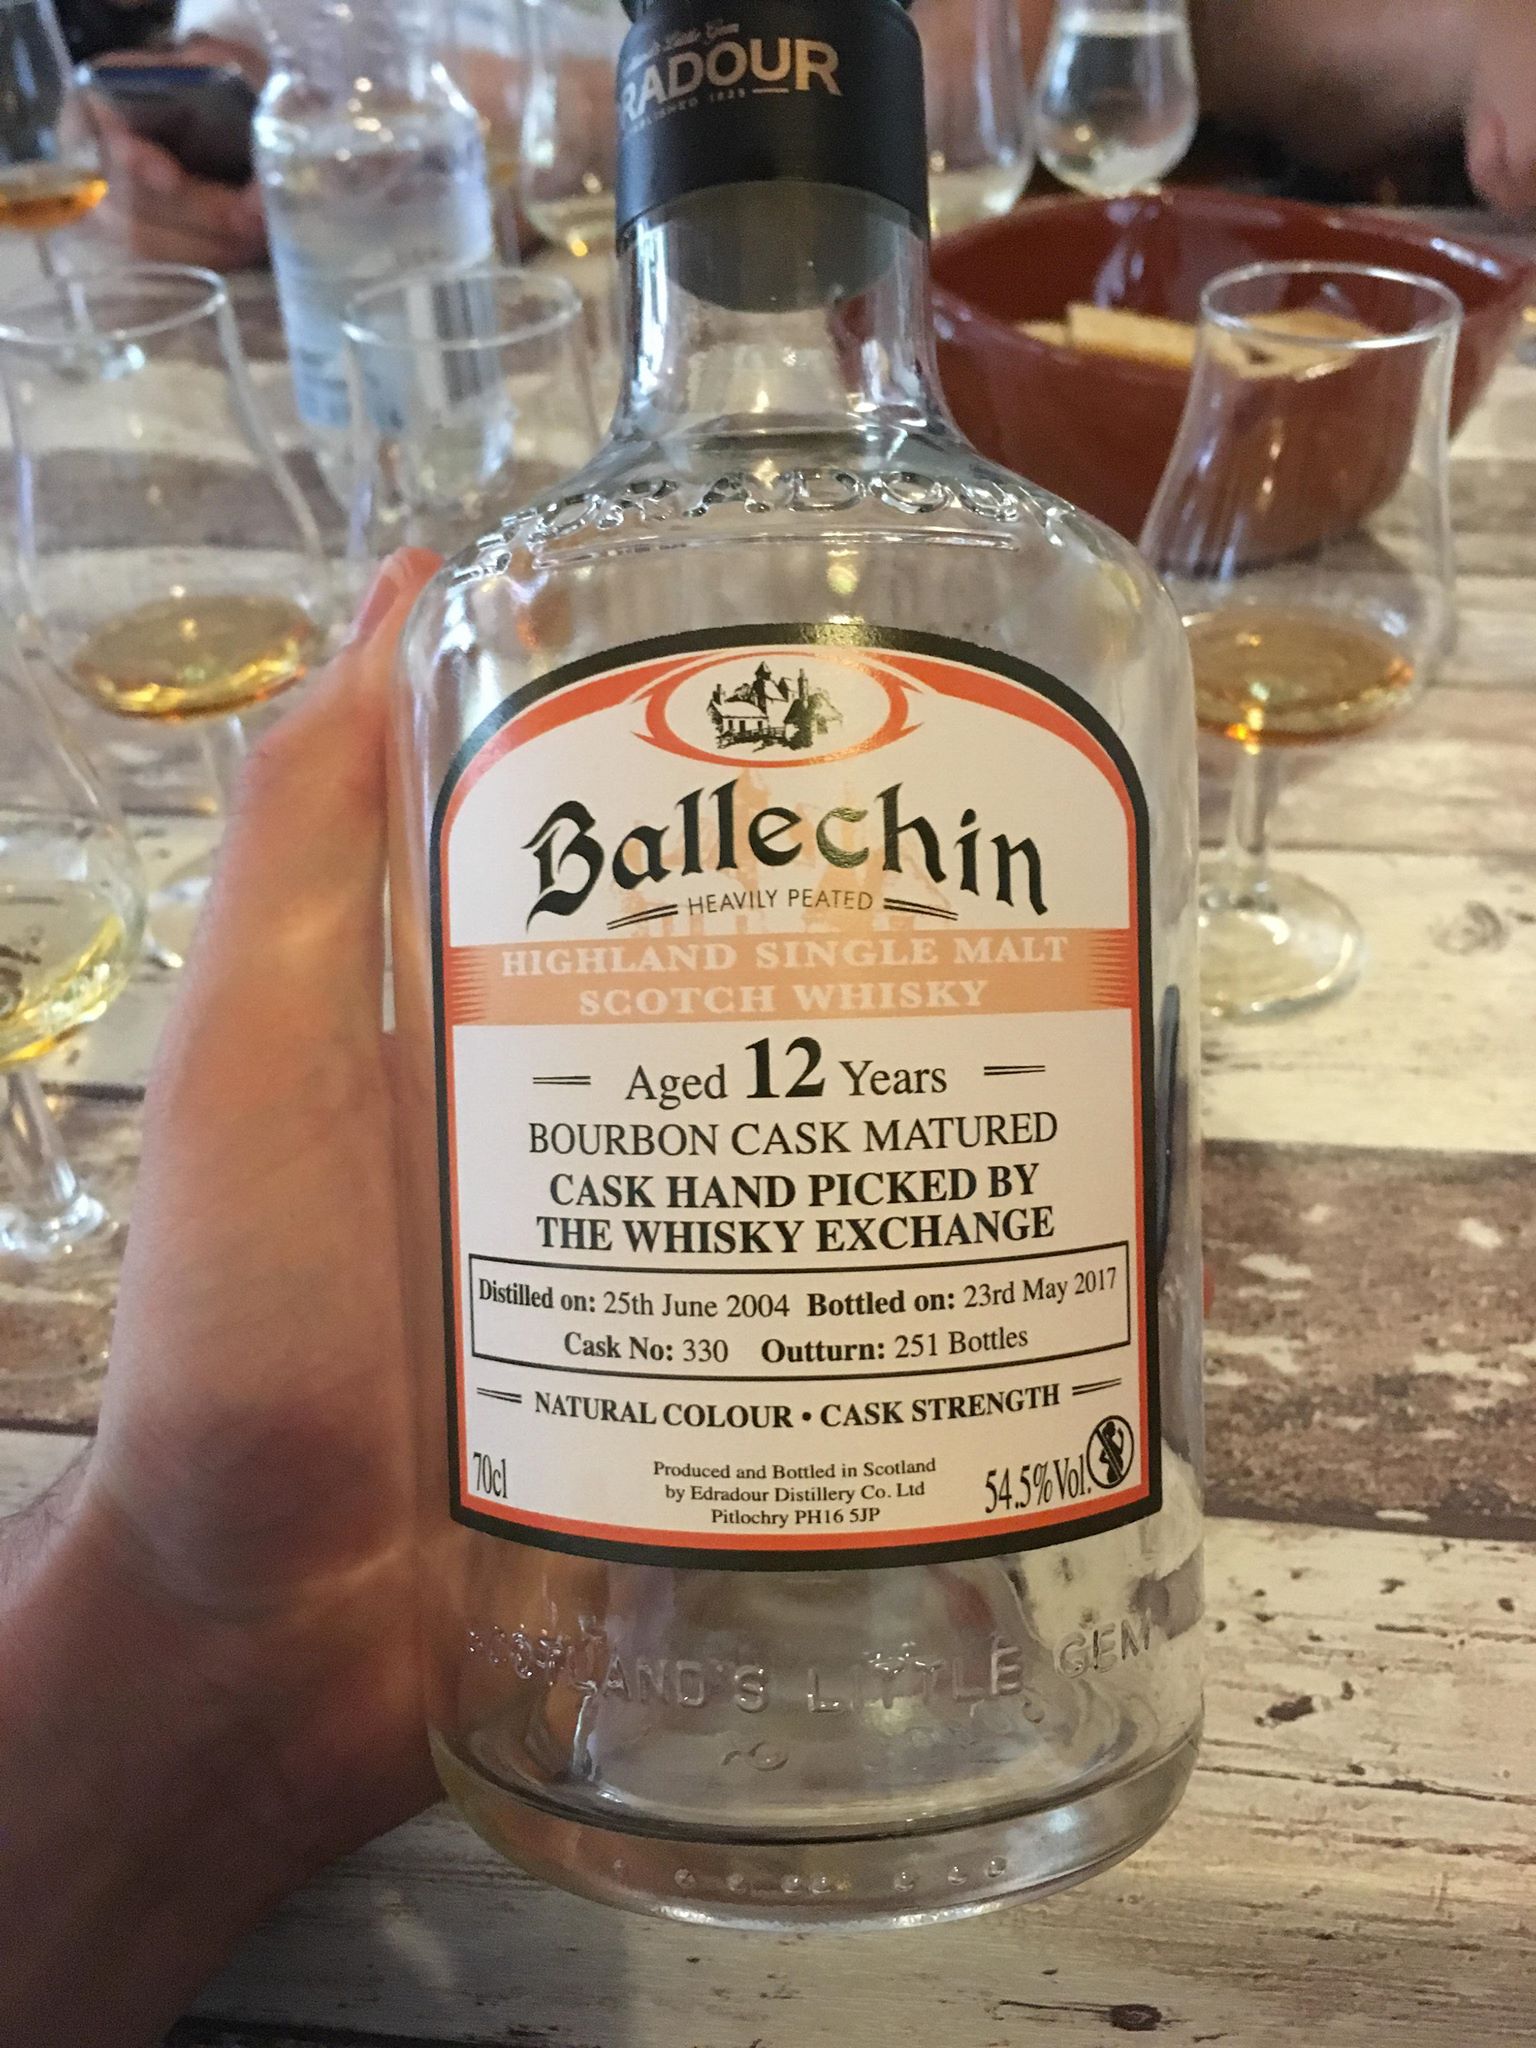 RADOUR
Ballechin
HEAVILY PEATED
HIGHLAND SINGLE MALT
SCOTCH WHISKY
Aged 12 Years
BOURBON CASK MATURED
CASK HAND PICKED BY
THE WHISKY EXCHANGE
Distilled on: 25th June 2004 Bottled on: 23rd May 2017
Cask No: 330 Outturn: 251 Bottles
NATURAL COLOUR • CASK STRENGTH
70cl
Produced and Bottled in Scotland
by Edradour Distillery Co. Ltd
Pitlochry PH16 5JP
54.5% Vol.
SCOTLAND'S LITTLE GEM